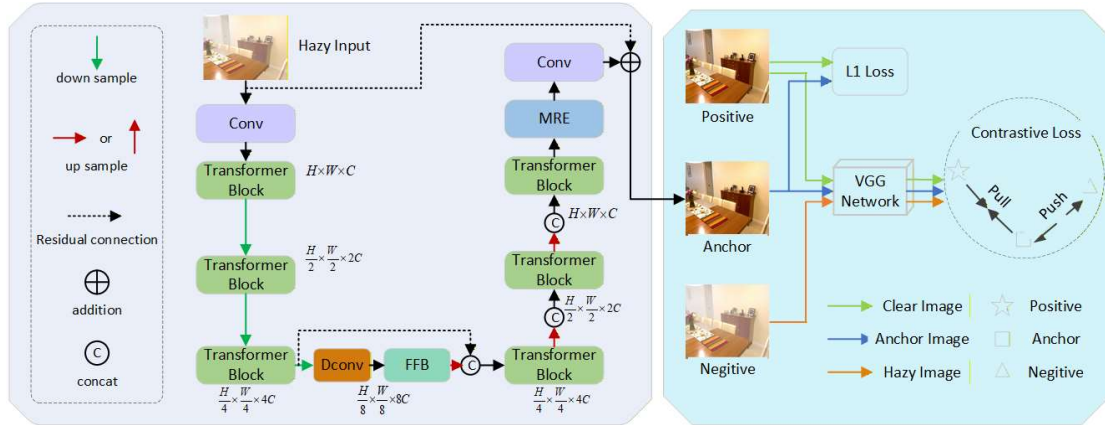 down sample
or
up sample
Residual connection
addition
C
concat
Hazy Input
Conv
Transformer
Block
H×W×C
Transformer
Block
H/2 × W/2 × 2C
Transformer
Block
H/4 × W/4 × 4C
Dconv
FFB
H/8 × W/8 × 8C
C
Transformer
Block
H/4 × W/4 × 4C
C
H/2 × W/2 × 2C
Transformer
Block
C
H×W×C
Transformer
Block
MRE
Conv
Positive
L1 Loss
Anchor
VGG
Network
Contrastive Loss
Pull
Push
Negitive
Clear Image
Positive
Anchor Image
Anchor
Hazy Image
Negitive